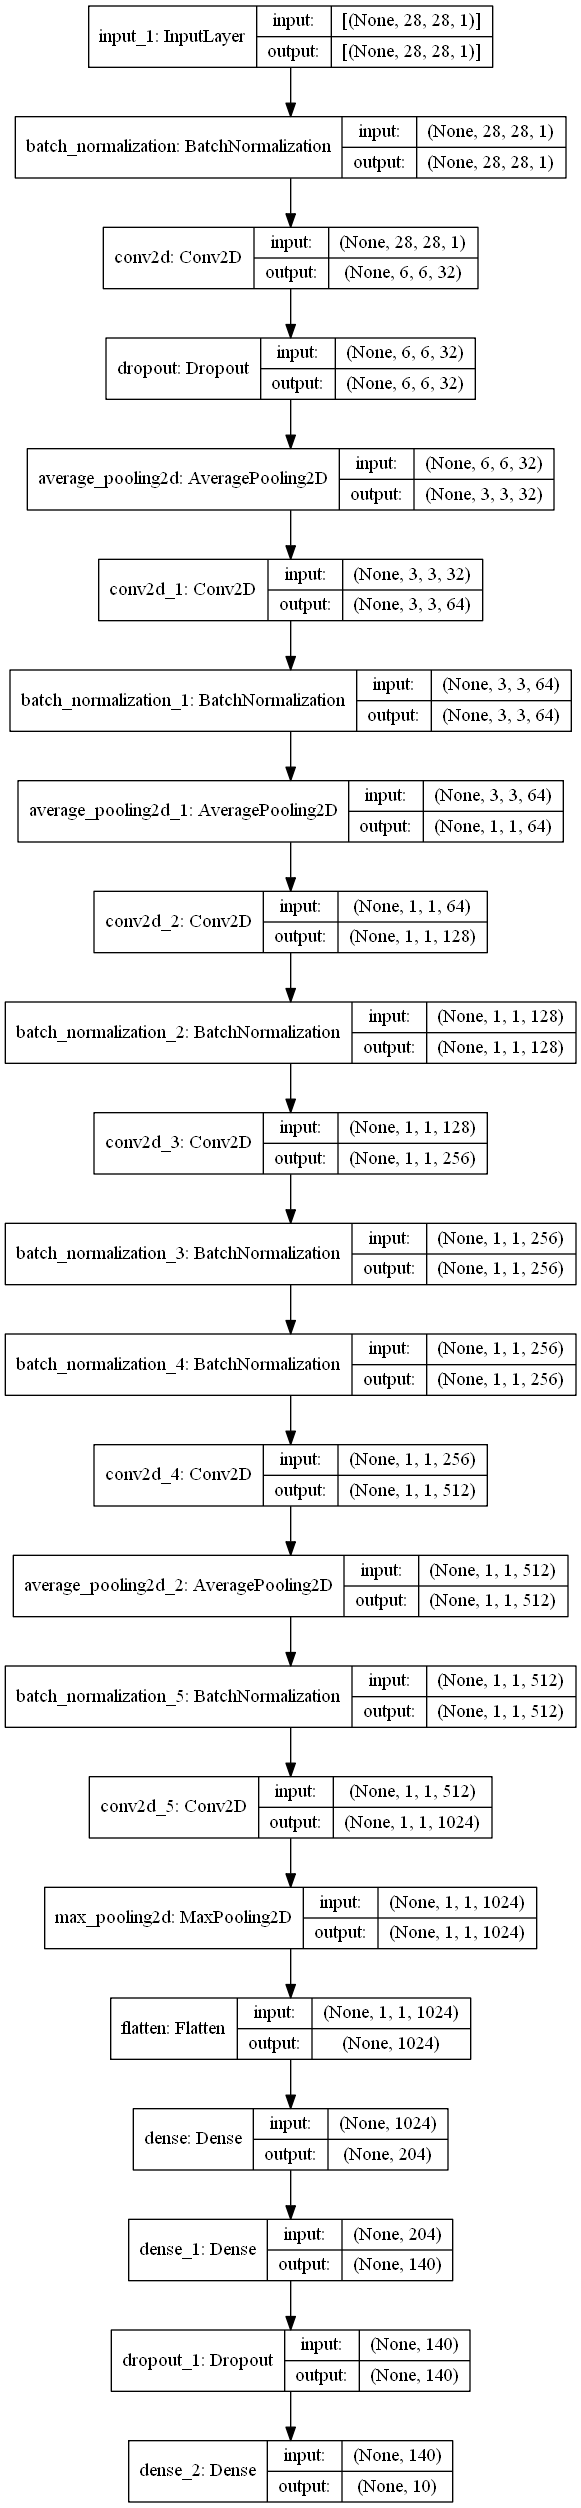 input_1: InputLayer
input: [(None, 28, 28, 1)]
output: [(None, 28, 28, 1)]
batch_normalization: BatchNormalization
input: (None, 28, 28, 1)
output: (None, 28, 28, 1)
conv2d: Conv2D
input: (None, 28, 28, 1)
output: (None, 6, 6, 32)
dropout: Dropout
input: (None, 6, 6, 32)
output: (None, 6, 6, 32)
average_pooling2d: AveragePooling2D
input: (None, 6, 6, 32)
output: (None, 3, 3, 32)
conv2d_1: Conv2D
input: (None, 3, 3, 32)
output: (None, 3, 3, 64)
batch_normalization_1: BatchNormalization
input: (None, 3, 3, 64)
output: (None, 3, 3, 64)
average_pooling2d_1: AveragePooling2D
input: (None, 3, 3, 64)
output: (None, 1, 1, 64)
conv2d_2: Conv2D
input: (None, 1, 1, 64)
output: (None, 1, 1, 128)
batch_normalization_2: BatchNormalization
input: (None, 1, 1, 128)
output: (None, 1, 1, 128)
conv2d_3: Conv2D
input: (None, 1, 1, 128)
output: (None, 1, 1, 256)
batch_normalization_3: BatchNormalization
input: (None, 1, 1, 256)
output: (None, 1, 1, 256)
batch_normalization_4: BatchNormalization
input: (None, 1, 1, 256)
output: (None, 1, 1, 256)
conv2d_4: Conv2D
input: (None, 1, 1, 256)
output: (None, 1, 1, 512)
average_pooling2d_2: AveragePooling2D
input: (None, 1, 1, 512)
output: (None, 1, 1, 512)
batch_normalization_5: BatchNormalization
input: (None, 1, 1, 512)
output: (None, 1, 1, 512)
conv2d_5: Conv2D
input: (None, 1, 1, 512)
output: (None, 1, 1, 1024)
max_pooling2d: MaxPooling2D
input: (None, 1, 1, 1024)
output: (None, 1, 1, 1024)
flatten: Flatten
input: (None, 1, 1, 1024)
output: (None, 1024)
dense: Dense
input: (None, 1024)
output: (None, 204)
dense_1: Dense
input: (None, 204)
output: (None, 140)
dropout_1: Dropout
input: (None, 140)
output: (None, 140)
dense_2: Dense
input: (None, 140)
output: (None, 10)